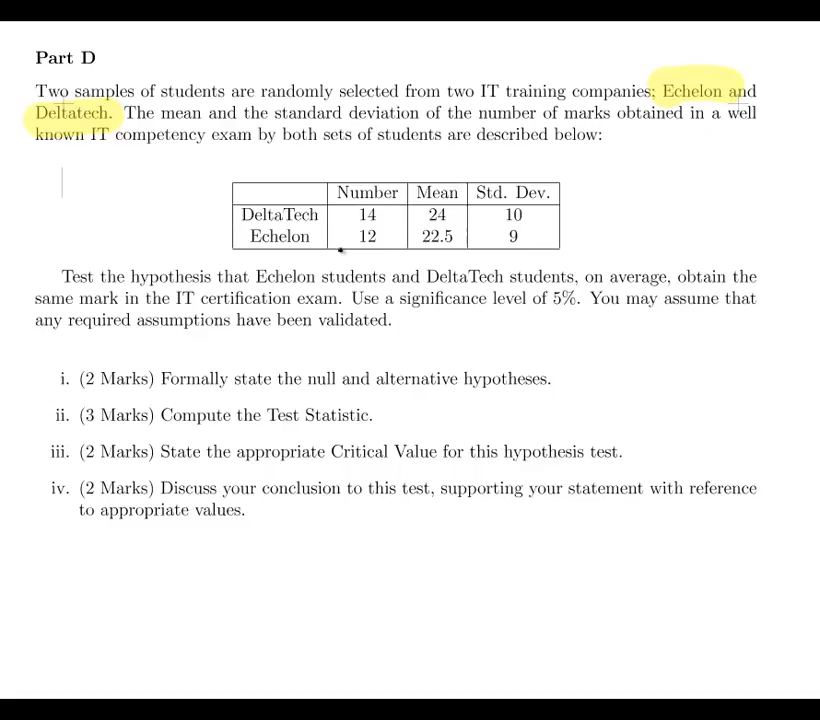 Part D
Two samples of students are randomly selected from two IT training companies; Echelon and
Deltatech. The mean and the standard deviation of the number of marks obtained in a well
known IT competency exam by both sets of students are described below:
Number Mean Std. Dev.
DeltaTech 14 24 10
Echelon 12 22.5 9
Test the hypothesis that Echelon students and DeltaTech students, on average, obtain the
same mark in the IT certification exam. Use a significance level of 5%. You may assume that
any required assumptions have been validated.
i. (2 Marks) Formally state the null and alternative hypotheses.
ii. (3 Marks) Compute the Test Statistic.
iii. (2 Marks) State the appropriate Critical Value for this hypothesis test.
iv. (2 Marks) Discuss your conclusion to this test, supporting your statement with reference
to appropriate values.